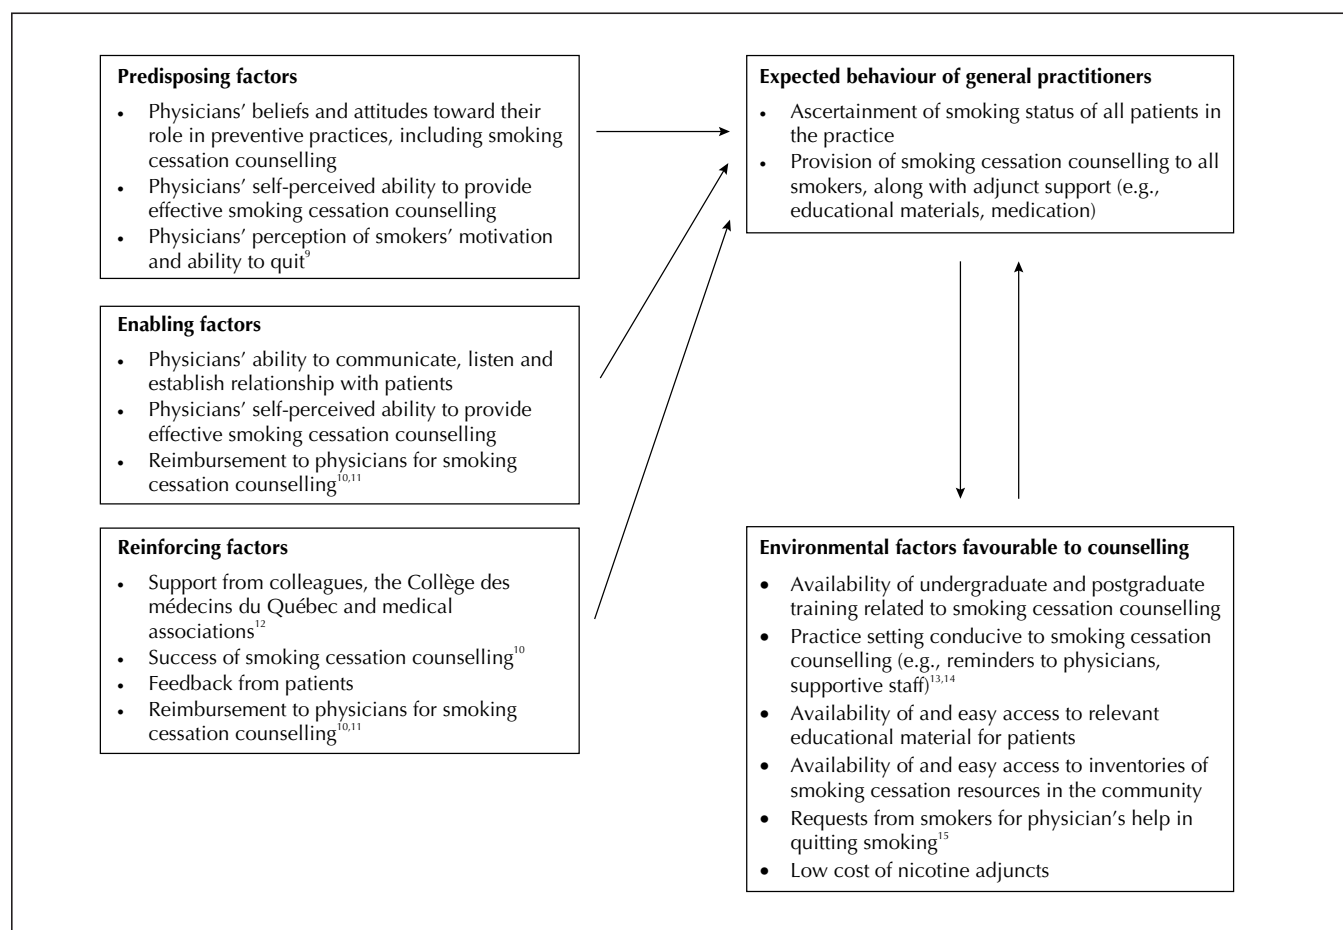 Predisposing factors
• Physicians’ beliefs and attitudes toward their
role in preventive practices, including smoking
cessation counselling
• Physicians’ self-perceived ability to provide
effective smoking cessation counselling
• Physicians’ perception of smokers’ motivation
and ability to quit9
Enabling factors
• Physicians’ ability to communicate, listen and
establish relationship with patients
• Physicians’ self-perceived ability to provide
effective smoking cessation counselling
• Reimbursement to physicians for smoking
cessation counselling10,11
Reinforcing factors
• Support from colleagues, the Collège des
médecins du Québec and medical
associations12
• Success of smoking cessation counselling10
• Feedback from patients
• Reimbursement to physicians for smoking
cessation counselling10,11
Expected behaviour of general practitioners
• Ascertainment of smoking status of all patients in
the practice
• Provision of smoking cessation counselling to all
smokers, along with adjunct support (e.g.,
educational materials, medication)
Environmental factors favourable to counselling
• Availability of undergraduate and postgraduate
training related to smoking cessation counselling
• Practice setting conducive to smoking cessation
counselling (e.g., reminders to physicians,
supportive staff)13,14
• Availability of and easy access to relevant
educational material for patients
• Availability of and easy access to inventories of
smoking cessation resources in the community
• Requests from smokers for physician’s help in
quitting smoking15
• Low cost of nicotine adjuncts